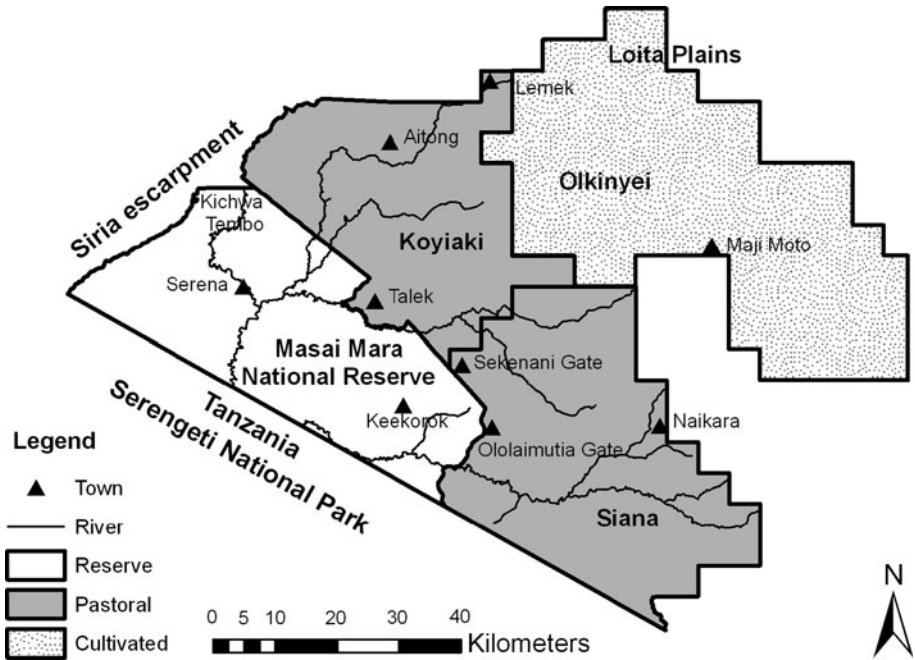 Loita Plains
Lemek
Aitong
Siria escarpment
Olkinyei
Kichwa
Tembo
Koyiaki
Maji Moto
Serena
Talek
Masai Mara
National Reserve
Sekenani Gate
Tanzania
Serengeti National Park
Keekorok
Naikara
Ololaimutia Gate
Siana
Legend
Town
River
Reserve
Pastoral
Cultivated
0 5 10 20 30 40
Kilometers
N